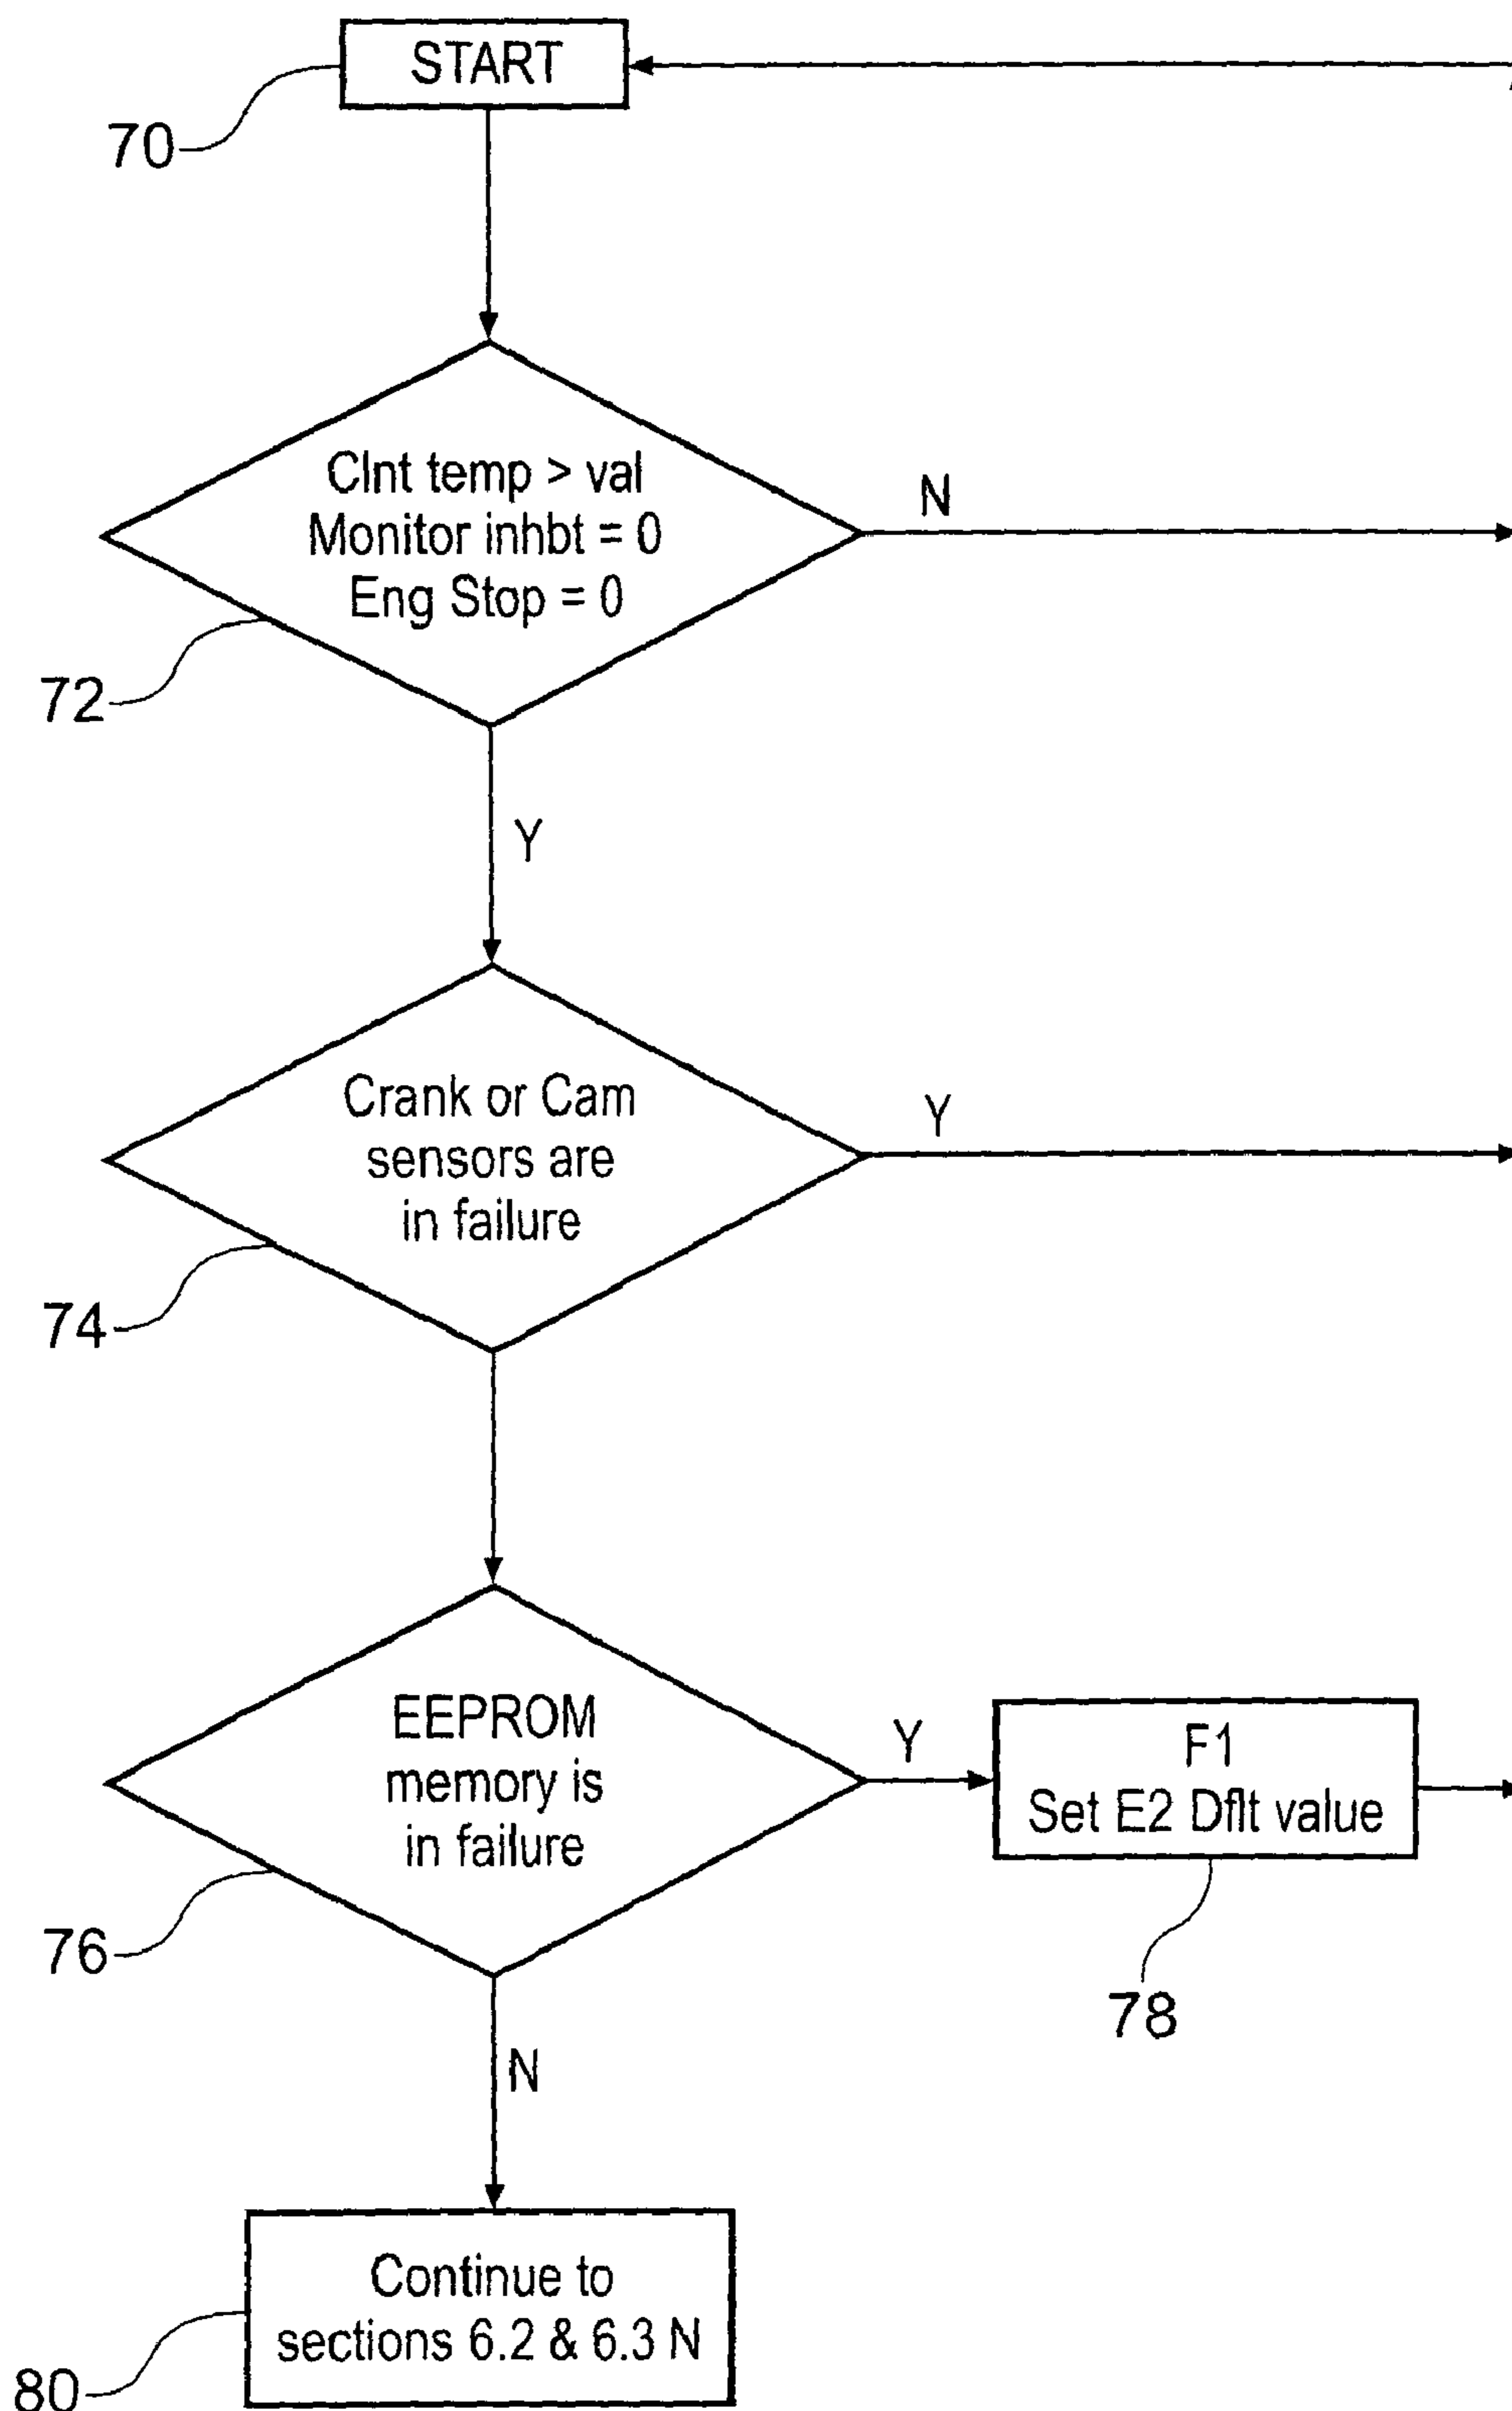 START
70
Clnt temp > val
Monitor inhbt = 0
Eng Stop = 0
N
72
Y
Crank or Cam
sensors are
in failure
Y
74
EEPROM
memory is
in failure
Y
F1
Set E2 Dflt value
76
78
N
Continue to
sections 6.2 & 6.3 N
80